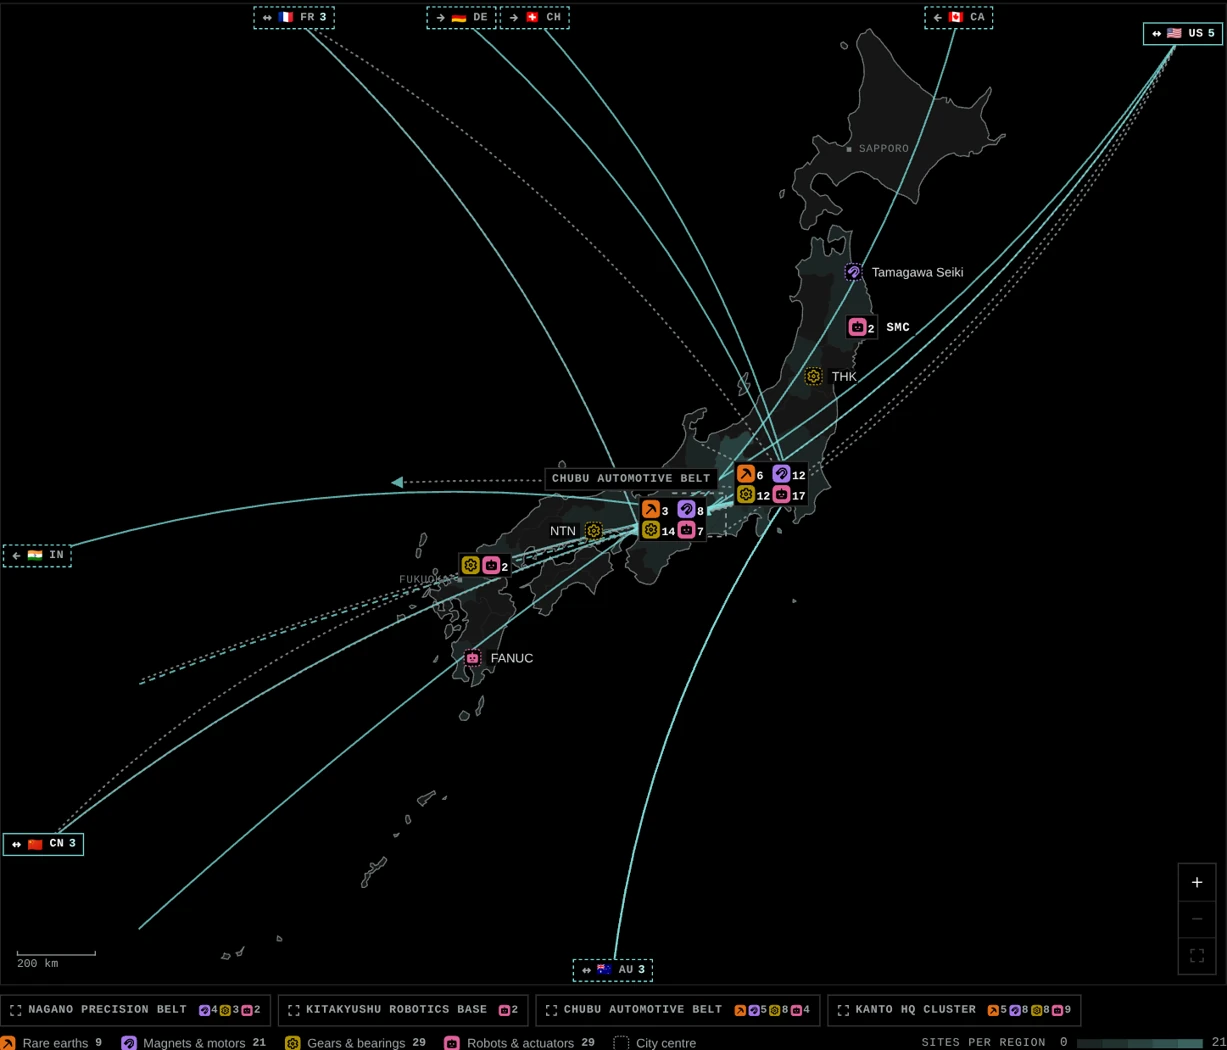 ↔ FR 3
→ DE
→ CH
← CA
↔ US 5
SAPPORO
Tamagawa Seiki
2 SMC
THK
CHUBU AUTOMOTIVE BELT
6 12
12 17
3 8
14 7
NTN
← IN
2
FUKUOKA
FANUC
↔ CN 3
+
−
200 km
↔ AU 3
NAGANO PRECISION BELT 4 3 2
KITAKYUSHU ROBOTICS BASE 2
CHUBU AUTOMOTIVE BELT 5 8 4
KANTO HQ CLUSTER 5 8 8 9
Rare earths 9
Magnets & motors 21
Gears & bearings 29
Robots & actuators 29
City centre
SITES PER REGION 0 21